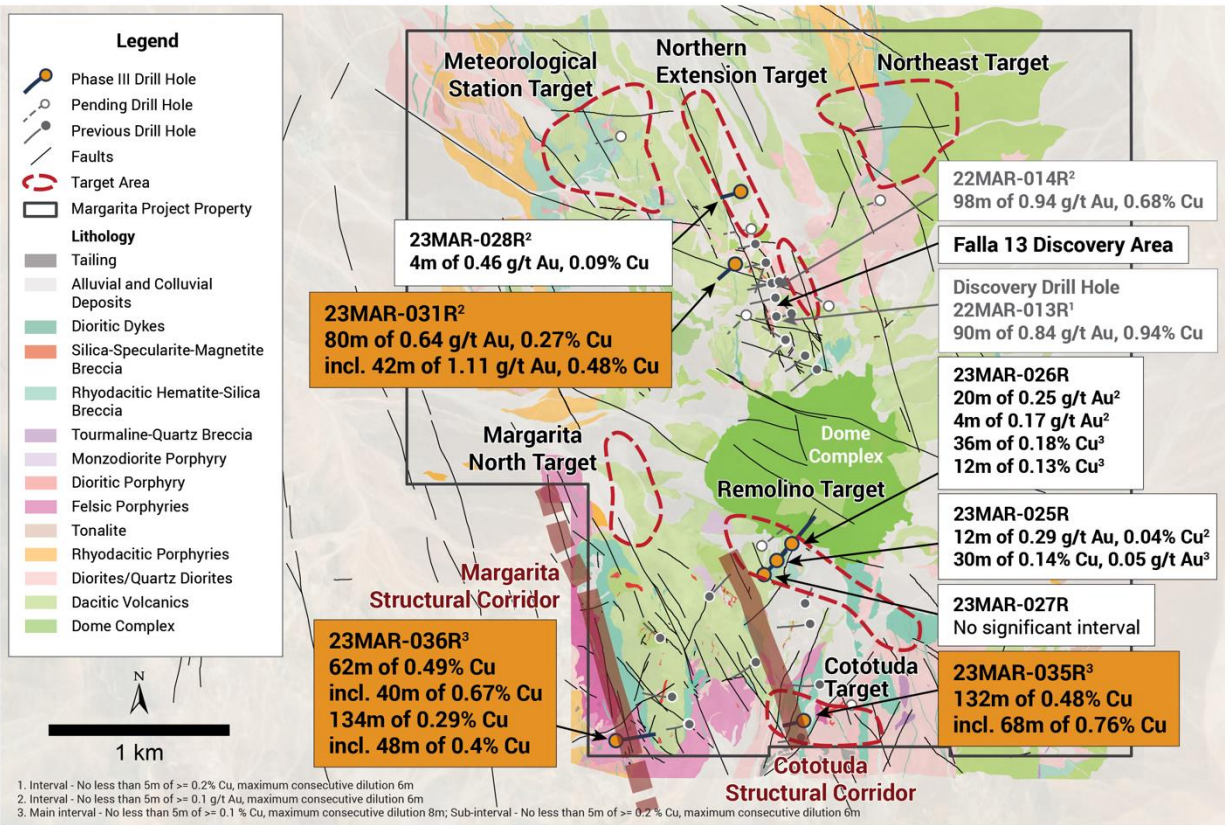 Legend
Phase III Drill Hole
Pending Drill Hole
Previous Drill Hole
Faults
Target Area
Margarita Project Property
Lithology
Tailing
Alluvial and Colluvial
Deposits
Dioritic Dykes
Silica-Specularite-Magnetite
Breccia
Rhyodacitic Hematite-Silica
Breccia
Tourmaline-Quartz Breccia
Monzodiorite Porphyry
Dioritic Porphyry
Felsic Porphyries
Tonalite
Rhyodacitic Porphyries
Diorites/Quartz Diorites
Dacitic Volcanics
Dome Complex
N
1 km
Meteorological
Station Target
Northern
Extension Target
Northeast Target
22MAR-014R²
98m of 0.94 g/t Au, 0.68% Cu
23MAR-028R²
4m of 0.46 g/t Au, 0.09% Cu
Falla 13 Discovery Area
23MAR-031R²
80m of 0.64 g/t Au, 0.27% Cu
incl. 42m of 1.11 g/t Au, 0.48% Cu
Discovery Drill Hole
22MAR-013R¹
90m of 0.84 g/t Au, 0.94% Cu
23MAR-026R
20m of 0.25 g/t Au²
4m of 0.17 g/t Au²
36m of 0.18% Cu³
12m of 0.13% Cu³
Margarita
North Target
Dome
Complex
Remolino Target
23MAR-025R
12m of 0.29 g/t Au, 0.04% Cu²
30m of 0.14% Cu, 0.05 g/t Au³
Margarita
Structural Corridor
23MAR-027R
No significant interval
23MAR-036R³
62m of 0.49% Cu
incl. 40m of 0.67% Cu
134m of 0.29% Cu
incl. 48m of 0.4% Cu
Cototuda
Target
23MAR-035R³
132m of 0.48% Cu
incl. 68m of 0.76% Cu
Cototuda
Structural Corridor
1. Interval - No less than 5m of >= 0.2% Cu, maximum consecutive dilution 6m
2. Interval - No less than 5m of >= 0.1 g/t Au, maximum consecutive dilution 6m
3. Main interval - No less than 5m of >= 0.1 % Cu, maximum consecutive dilution 8m; Sub-interval - No less than 5m of >= 0.2 % Cu, maximum consecutive dilution 6m